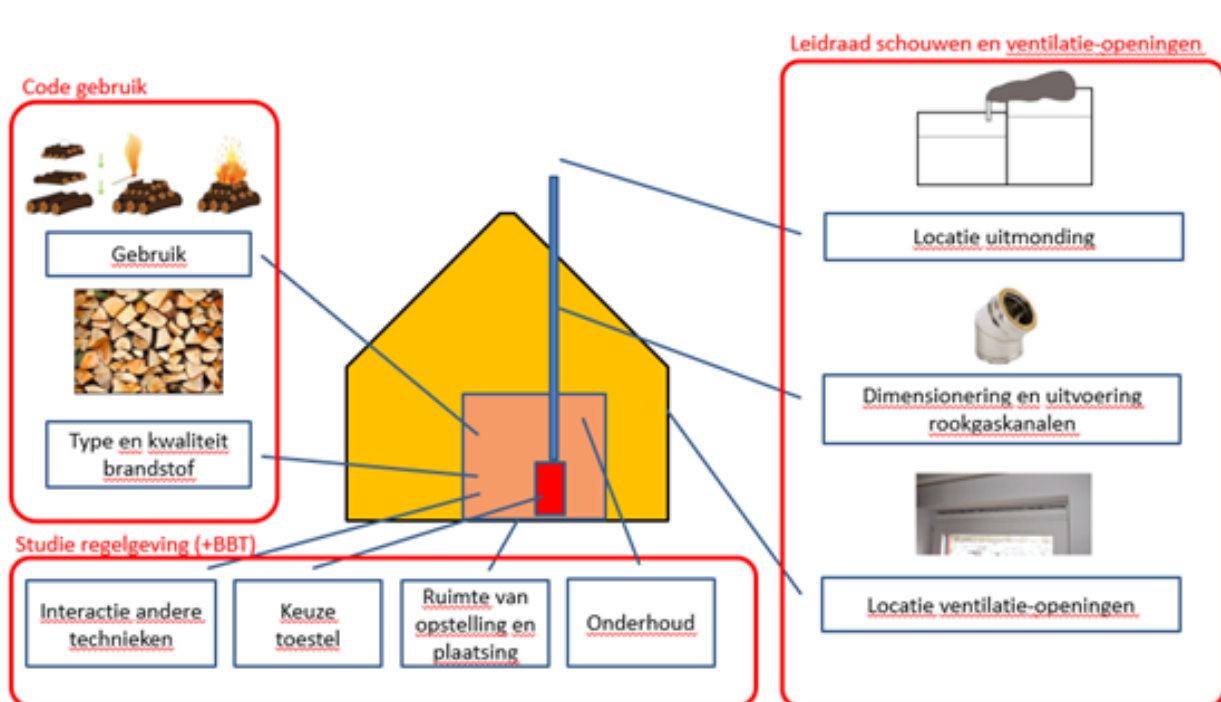 Leidraad schouwen en ventilatie-openingen
Code gebruik
Gebruik
Locatie uitmonding
Type en kwaliteit
brandstof
Dimensionering en uitvoering
rookgaskanalen
Studie regelgeving (+BBT)
Interactie andere
technieken
Keuze
toestel
Ruimte van
opstelling en
plaatsing
Onderhoud
Locatie ventilatie-openingen